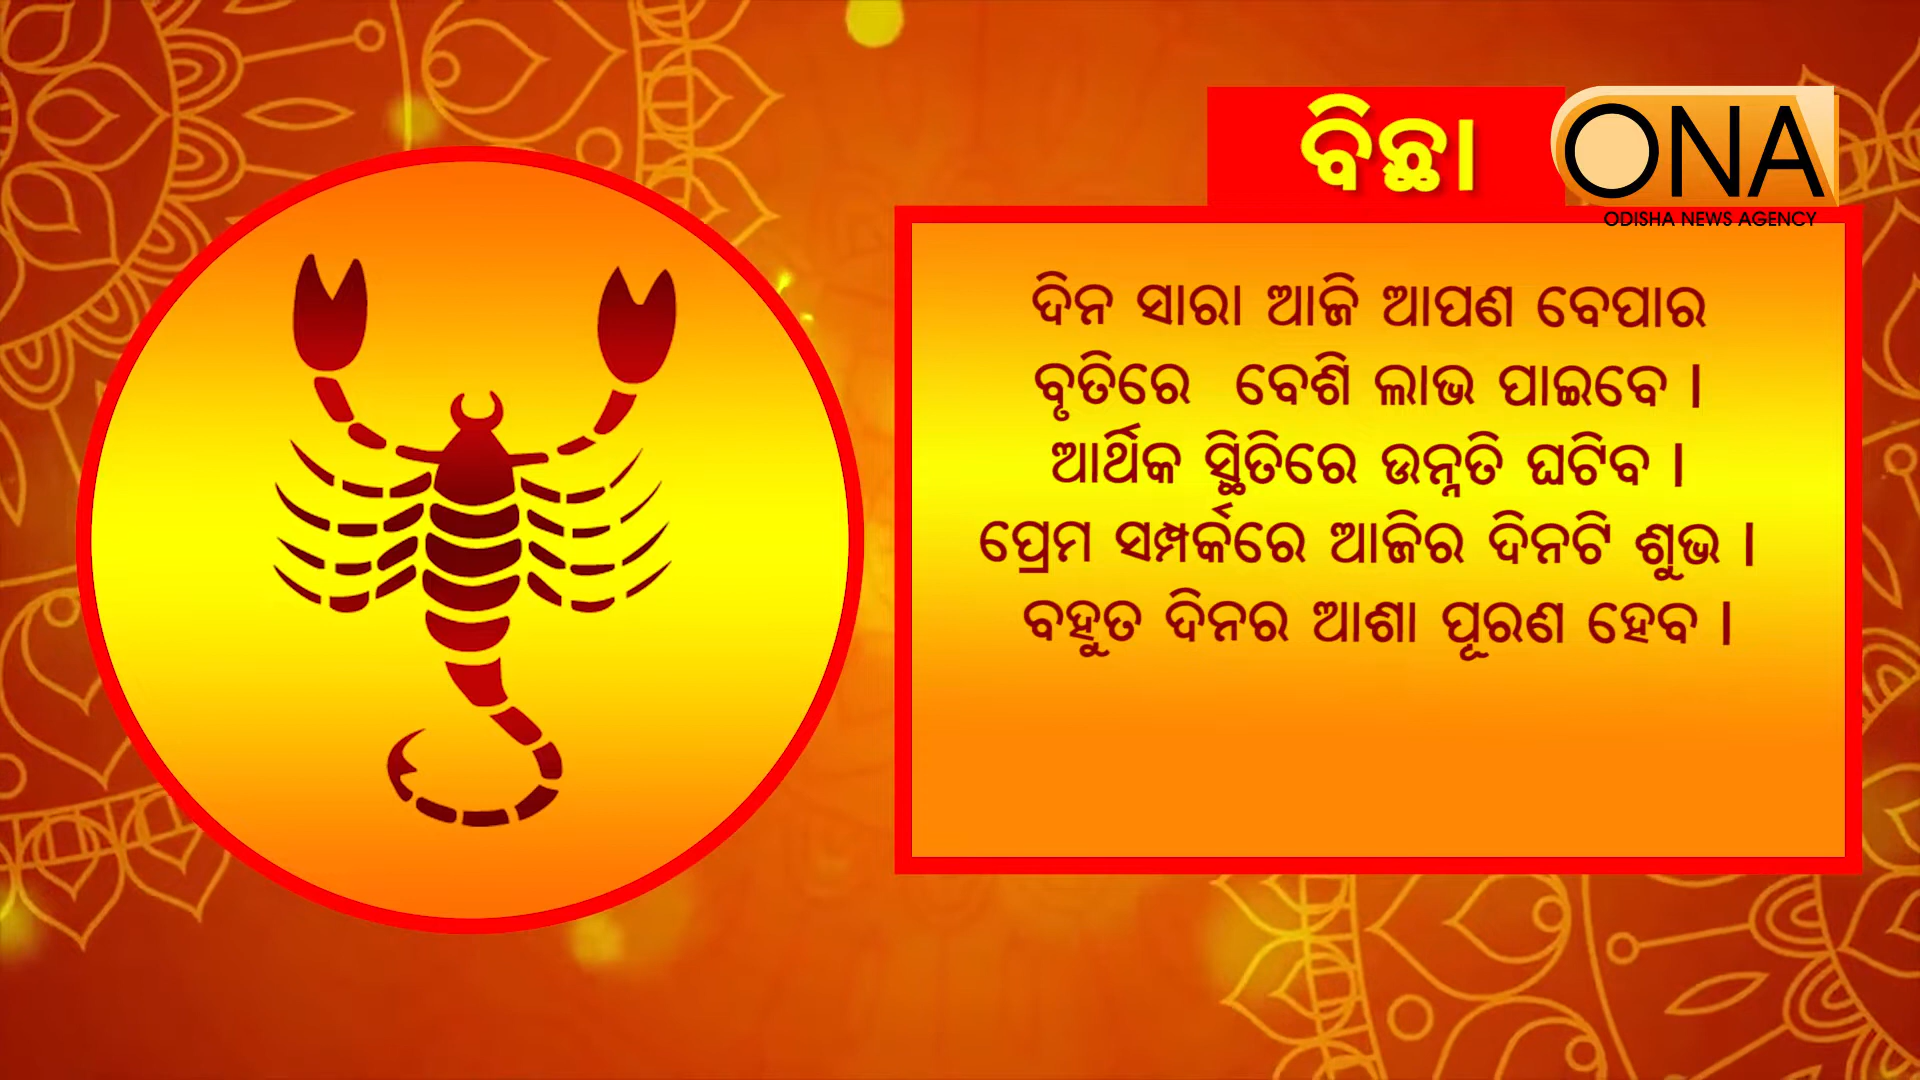 ବିଛା
ONA
ODISHA NEWS AGENCY
ଦିନ ସାରା ଆଜି ଆପଣ ବେପାର
ବୃତିରେ ବେଶି ଲାଭ ପାଇବେ ।
ଆର୍ଥିକ ସ୍ଥିତିରେ ଉନ୍ନତି ଘଟିବ ।
ପ୍ରେମ ସମ୍ପର୍କରେ ଆଜିର ଦିନଟି ଶୁଭ ।
ବହୁତ ଦିନର ଆଶା ପୂରଣ ହେବ ।